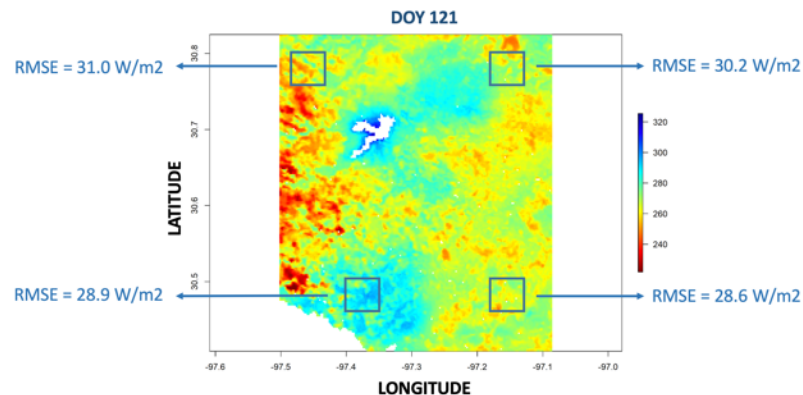 DOY 121
RMSE = 31.0 W/m2
RMSE = 30.2 W/m2
RMSE = 28.9 W/m2
RMSE = 28.6 W/m2
LATITUDE
30.8
30.7
30.6
30.5
-97.6
-97.5
-97.4
-97.3
-97.2
-97.1
-97.0
LONGITUDE
320
300
280
260
240